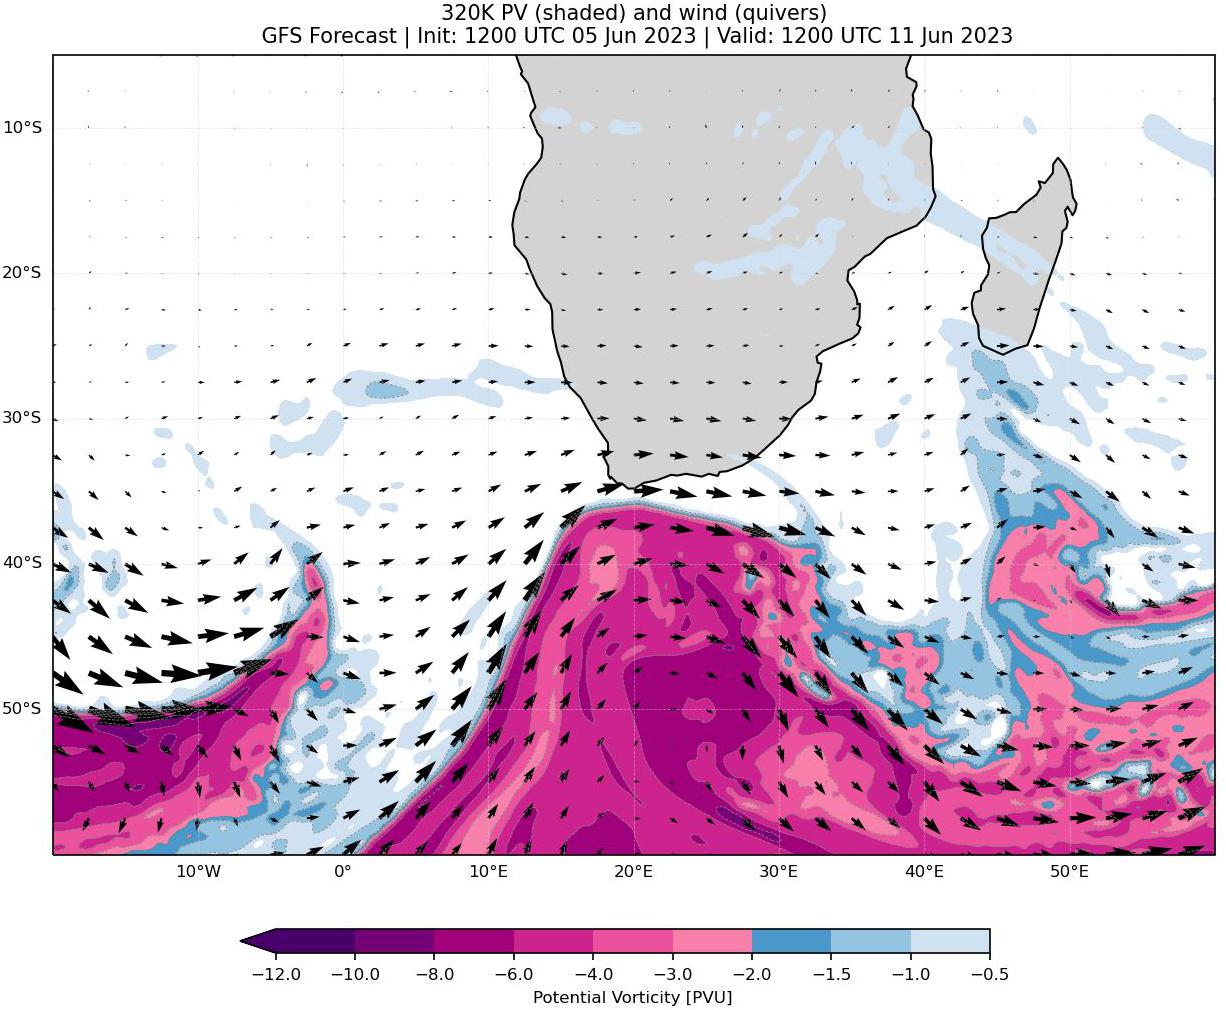 320K PV (shaded) and wind (quivers)
GFS Forecast | Init: 1200 UTC 05 Jun 2023 | Valid: 1200 UTC 11 Jun 2023
10°S
20°S
30°S
40°S
50°S
10°W 0° 10°E 20°E 30°E 40°E 50°E
−12.0 −10.0 −8.0 −6.0 −4.0 −3.0 −2.0 −1.5 −1.0 −0.5
Potential Vorticity [PVU]